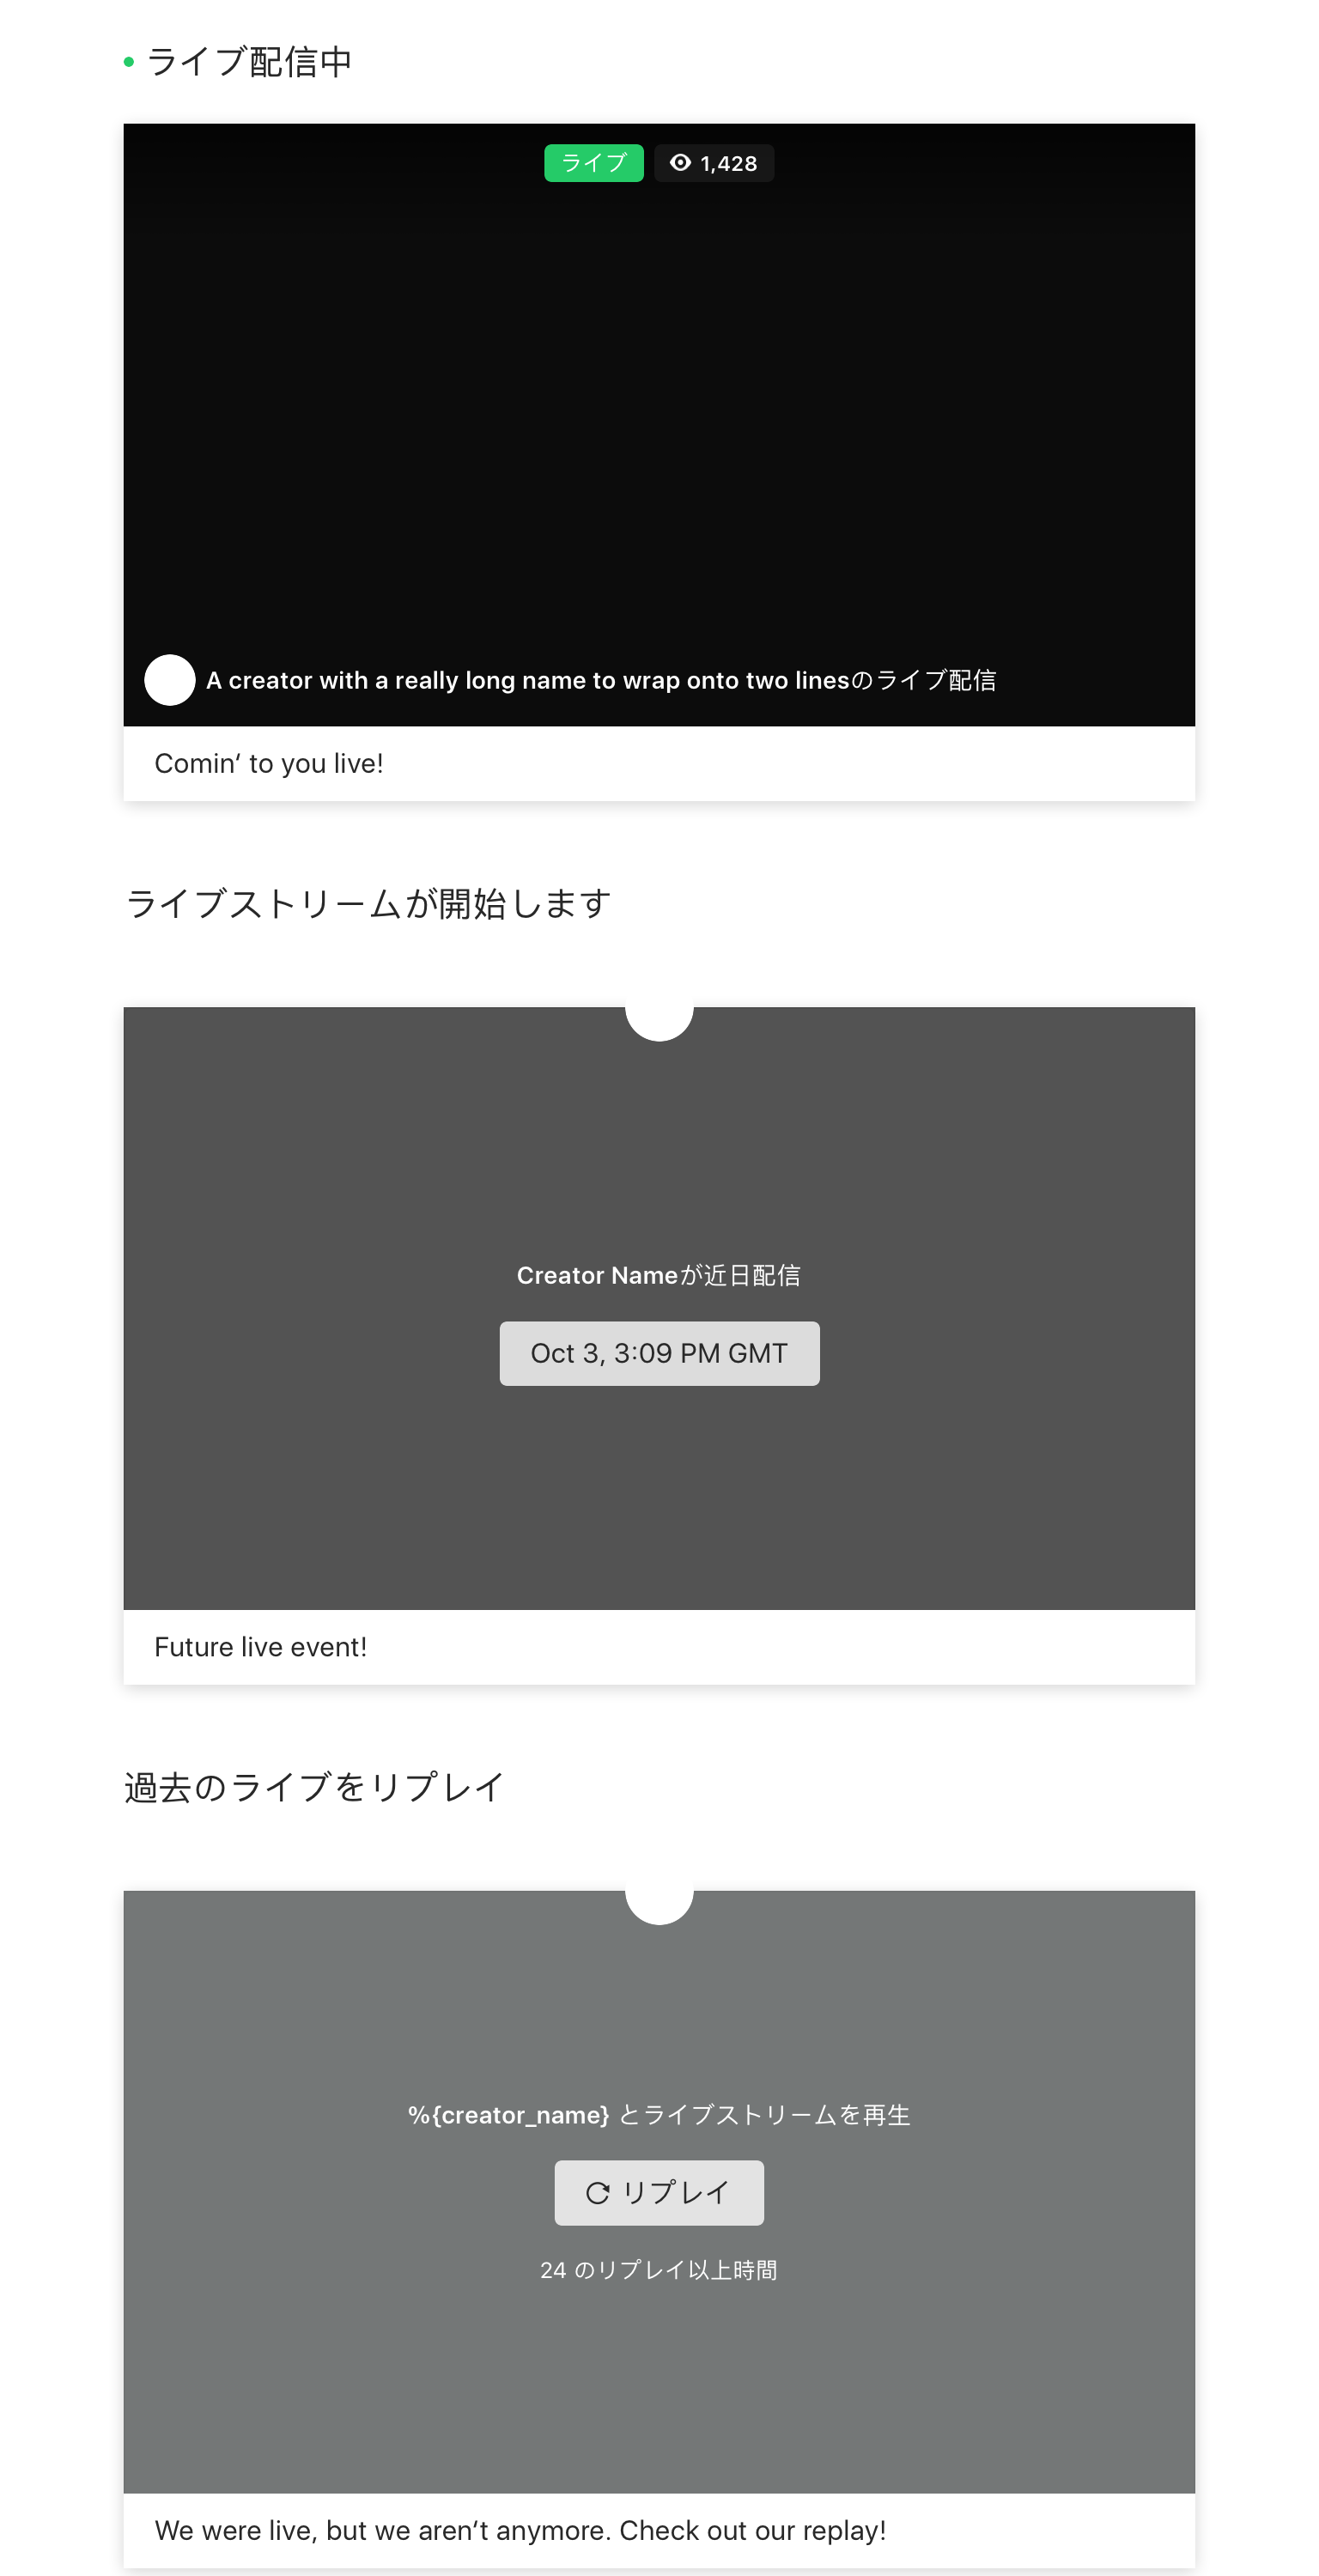 ライブ配信中
ライブ 1,428
A creator with a really long name to wrap onto two linesのライブ配信
Comin‘ to you live!
ライブストリームが開始します
Creator Nameが近日配信
Oct 3, 3:09 PM GMT
Future live event!
過去のライブをリプレイ
%{creator_name} とライブストリームを再生
リプレイ
24 のリプレイ以上時間
We were live, but we aren‘t anymore. Check out our replay!